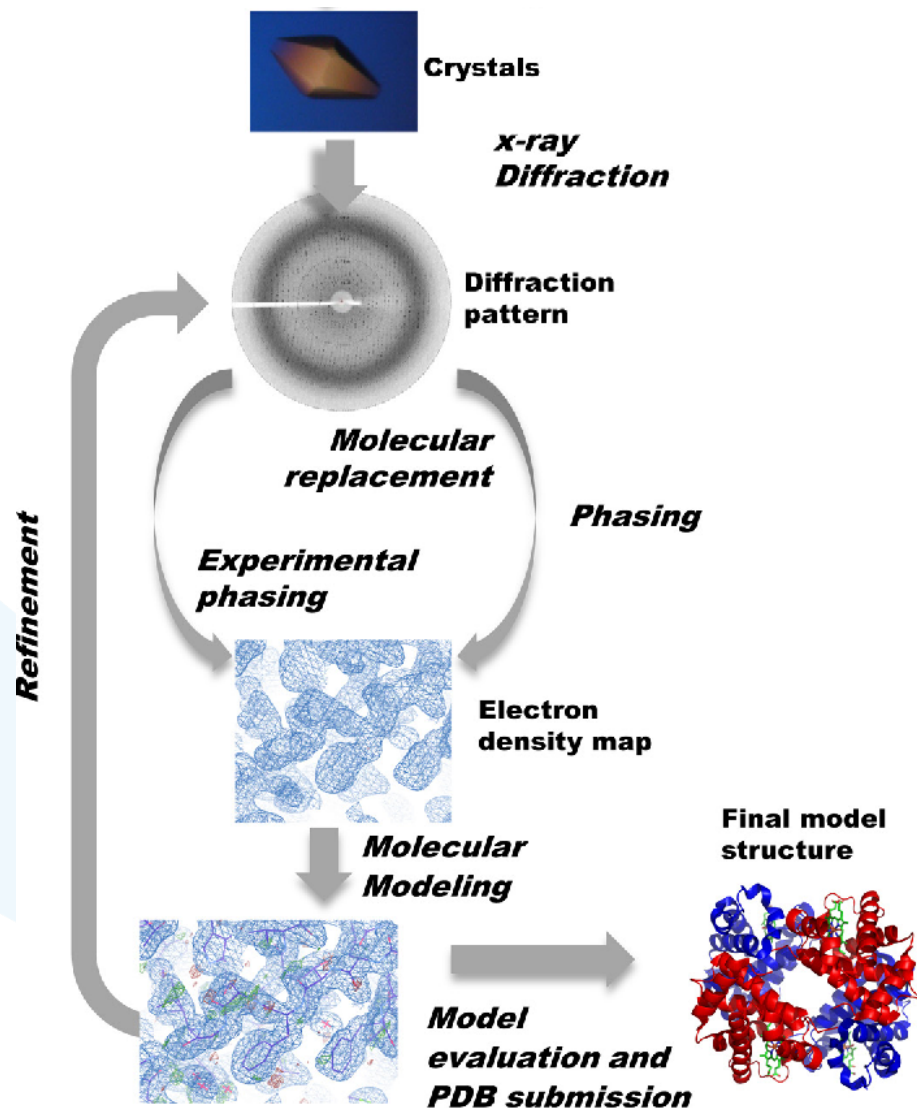 Crystals
x-ray
Diffraction
Diffraction
pattern
Molecular
replacement
Phasing
Experimental
phasing
Refinement
Electron
density map
Molecular
Modeling
Final model
structure
Model
evaluation and
PDB submission